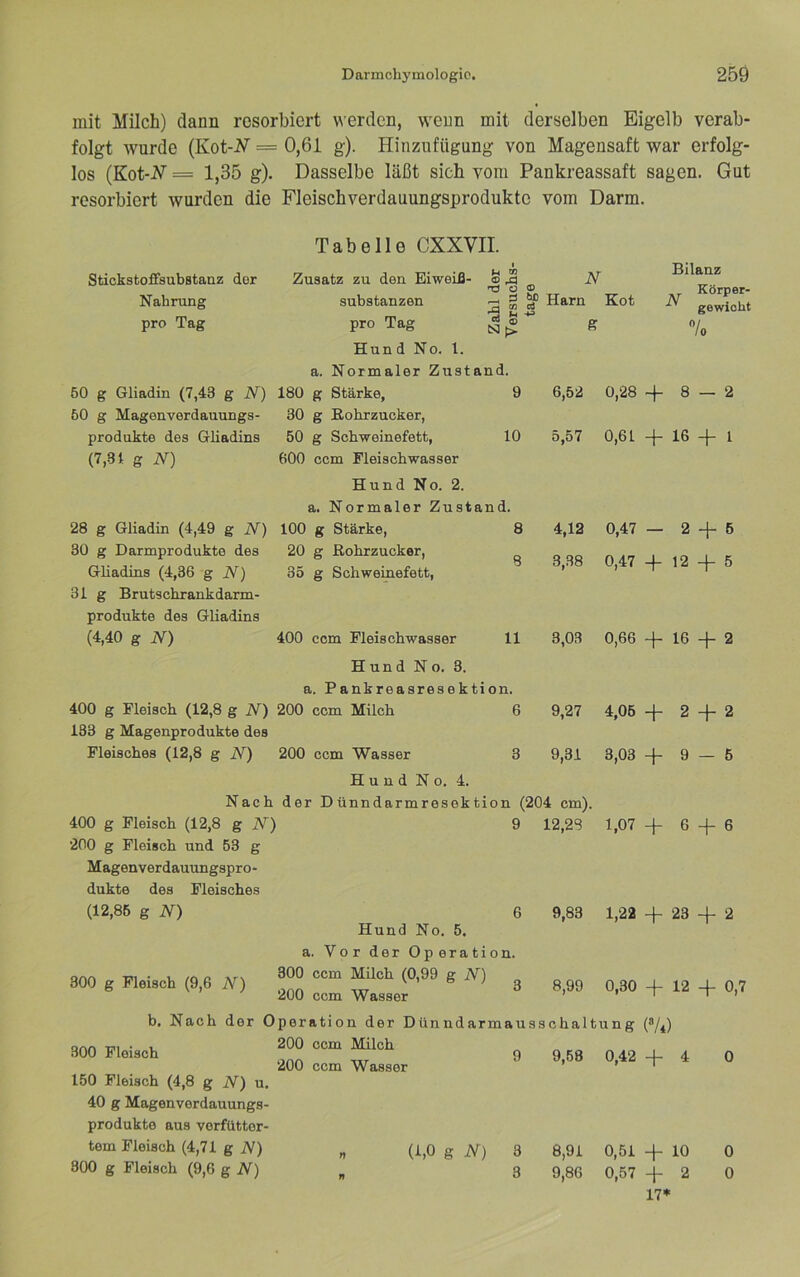 Darmchymologie. 259
mit Milch) dann resorbiert werden, wenn mit derselben Eigelb verab-
folgt wurde (Kot-N = 0,61 g). Hinzufügung von Magensaft war erfolg-
los (Kot-N = 1,35 g). Dasselbe läßt sich vom Pankreassaft sagen. Gut
resorbiert wurden die Fleischverdauungsprodukte vom Darm.
Tabelle CXXVII.
Stickstoffsubstanz der Zusatz zu den Eiweiß- Zahl der Versuchs- tage N Bilanz
Nahrung substanzen Harn Kot N Körper-gewicht
pro Tag pro Tag g %
Hund No. 1.
a. Normaler Zustand.
50 g Gliadin (7,43 g N) 180 g Stärke, 9 6,52 0,28 + 8 — 2
50 g Magenverdauungs- 30 g Rohrzucker,
produkte des Gliadins 50 g Schweinefett, 10 5,57 0,61 + 16 + 1
(7,31 g N) 600 ccm Fleischwasser
Hund No. 2.
a. Normaler Zustand.
28 g Gliadin (4,49 g N) 100 g Stärke, 8 4,12 0,47 — 2 + 5
30 g Darmprodukte des 20 g Rohrzucker,
Gliadins (4,36 g N) 35 g Schweinefett, 8 3,38 0,47 + 12 + 5
31 g Brutschrankdarm-
produkte des Gliadins
(4,40 g N) 400 ccm Fleischwasser 11 3,03 0,66 + 16 + 2
Hund No. 3.
a. Pankreasresektion.
400 g Fleisch (12,8 g N) 200 ccm Milch 6 9,27 4,05 + 2 + 2
133 g Magenprodukte des
Fleisches (12,8 g N) 200 ccm Wasser 3 9,31 3,03 + 9 — 5
Hund No. 4.
Nach der Dünndarmresektion (204 cm).
400 g Fleisch (12,8 g N) 9 12,23 1,07 + 6 + 6
200 g Fleisch und 53 g
Magenverdauungspro-
dukte des Fleisches
(12,85 g N) 6 9,83 1,22 + 23 + 2
Hund No. 5.
a. Vor der Operation.
300 g Fleisch (9,6 N) 300 ccm Milch (0,99 g N) 3 8,99 0,30 + 12 + 0,7
200 ccm Wasser
b. Nach der Operation der Dünndarmausschaltung (³/₄)
300 Fleisch 200 ccm Milch 9 9,58 0,42 + 4 0
200 ccm Wasser
150 Fleisch (4,8 g N) u.
40 g Magenverdauungs-
produkte aus verfütter-
tem Fleisch (4,71 g N) „ (1,0 g N) 3 8,91 0,51 + 10 0
300 g Fleisch (9,6 g N) „ 3 9,86 0,57 + 2 0
17*